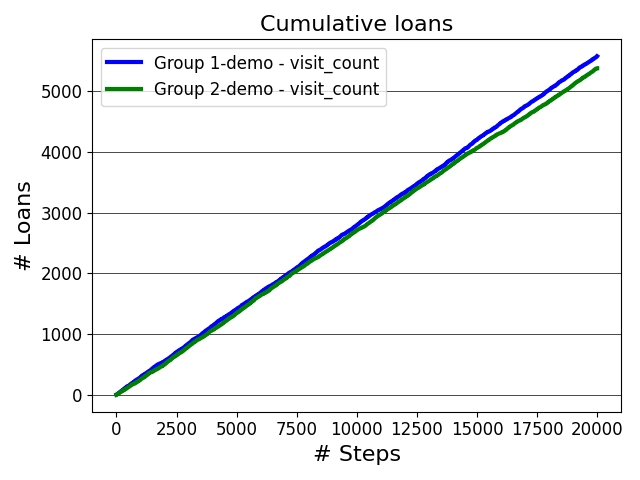 Cumulative loans
Group 1-demo - visit_count
Group 2-demo - visit_count
# Loans
5000
4000
3000
2000
1000
0
0 2500 5000 7500 10000 12500 15000 17500 20000
# Steps